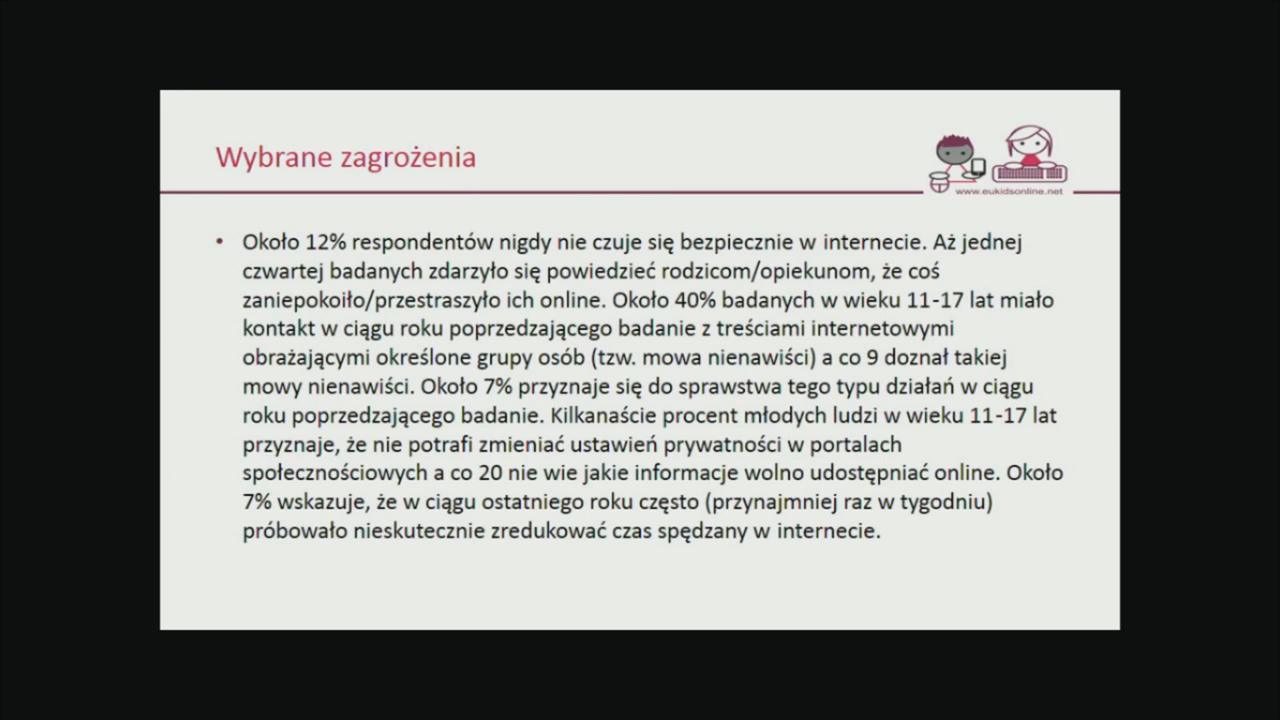 Wybrane zagrożenia
www.eukidsonline.net
• Około 12% respondentów nigdy nie czuje się bezpiecznie w internecie. Aż jednej
czwartej badanych zdarzyło się powiedzieć rodzicom/opiekunom, że coś
zaniepokoiło/przestraszyło ich online. Około 40% badanych w wieku 11-17 lat miało
kontakt w ciągu roku poprzedzającego badanie z treściami internetowymi
obrażającymi określone grupy osób (tzw. mowa nienawiści) a co 9 doznał takiej
mowy nienawiści. Około 7% przyznaje się do sprawstwa tego typu działań w ciągu
roku poprzedzającego badanie. Kilkanaście procent młodych ludzi w wieku 11-17 lat
przyznaje, że nie potrafi zmieniać ustawień prywatności w portalach
społecznościowych a co 20 nie wie jakie informacje wolno udostępniać online. Około
7% wskazuje, że w ciągu ostatniego roku często (przynajmniej raz w tygodniu)
próbowało nieskutecznie zredukować czas spędzany w internecie.